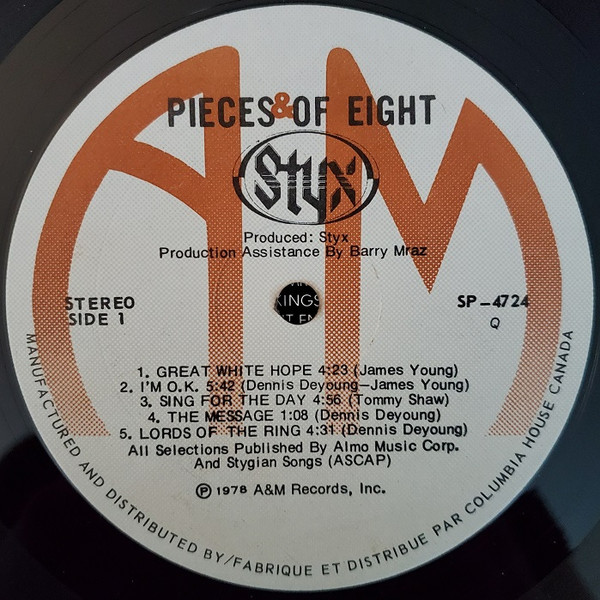 PIECES OF EIGHT
&
Styx
Produced: Styx
Production Assistance By Barry Mraz
STEREO
SIDE 1
SP-4724
Q
1. GREAT WHITE HOPE 4:23 (James Young)
2. I'M O.K. 5:42 (Dennis Deyoung-James Young)
3. SING FOR THE DAY 4:56 (Tommy Shaw)
4. THE MESSAGE 1:08 (Dennis Deyoung)
5. LORDS OF THE RING 4:31 (Dennis Deyoung)
All Selections Published By Almo Music Corp.
And Stygian Songs (ASCAP)
℗ 1978 A&M Records, Inc.
MANUFACTURED AND DISTRIBUTED BY/FABRIQUE ET DISTRIBUE PAR COLUMBIA HOUSE CANADA